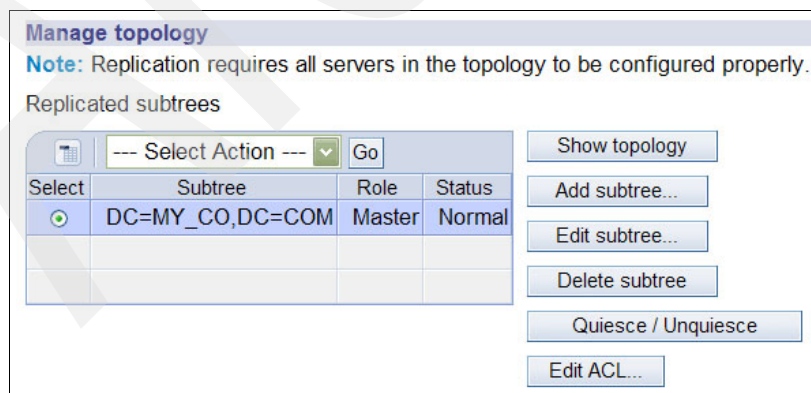 Manage topology
Note: Replication requires all servers in the topology to be configured properly.
Replicated subtrees
--- Select Action --- Go
Select Subtree Role Status
DC=MY_CO,DC=COM Master Normal
Show topology
Add subtree...
Edit subtree...
Delete subtree
Quiesce / Unquiesce
Edit ACL...